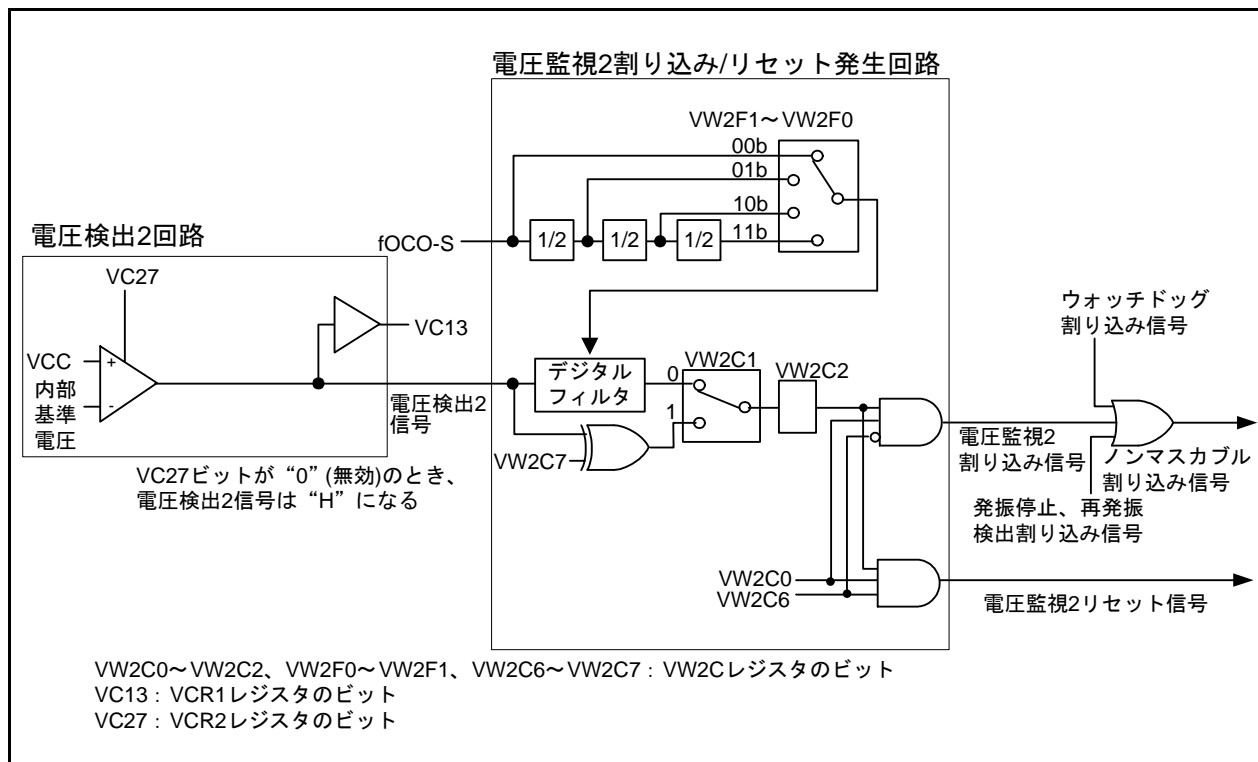 電圧監視2割り込み/リセット発生回路
VW2F1～VW2F0
00b
01b
10b
11b
fOCO-S
1/2
1/2
1/2
電圧検出2回路
VC27
VC13
VCC
+
内部
基準
電圧
-
電圧検出2
信号
VC27ビットが“0”(無効)のとき、
電圧検出2信号は“H”になる
デジタル
フィルタ
VW2C7
VW2C1
0
1
VW2C2
VW2C0
VW2C6
電圧監視2
割り込み信号
ウォッチドッグ
割り込み信号
ノンマスカブル
割り込み信号
発振停止、再発振
検出割り込み信号
電圧監視2リセット信号
VW2C0～VW2C2、VW2F0～VW2F1、VW2C6～VW2C7：VW2Cレジスタのビット
VC13：VCR1レジスタのビット
VC27：VCR2レジスタのビット